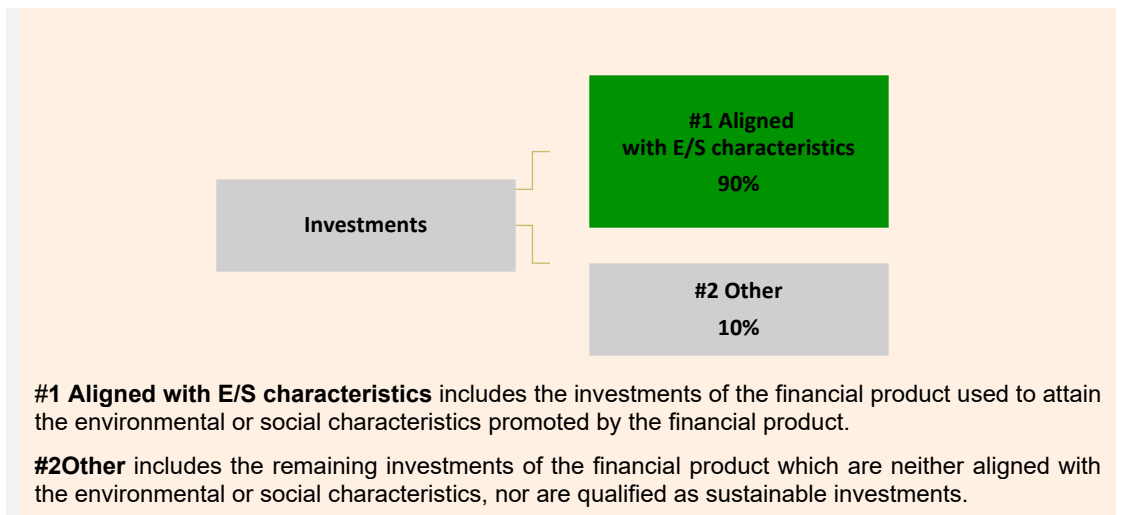 #1 Aligned
with E/S characteristics
90%
Investments
#2 Other
10%
#1 Aligned with E/S characteristics includes the investments of the financial product used to attain
the environmental or social characteristics promoted by the financial product.
#2Other includes the remaining investments of the financial product which are neither aligned with
the environmental or social characteristics, nor are qualified as sustainable investments.